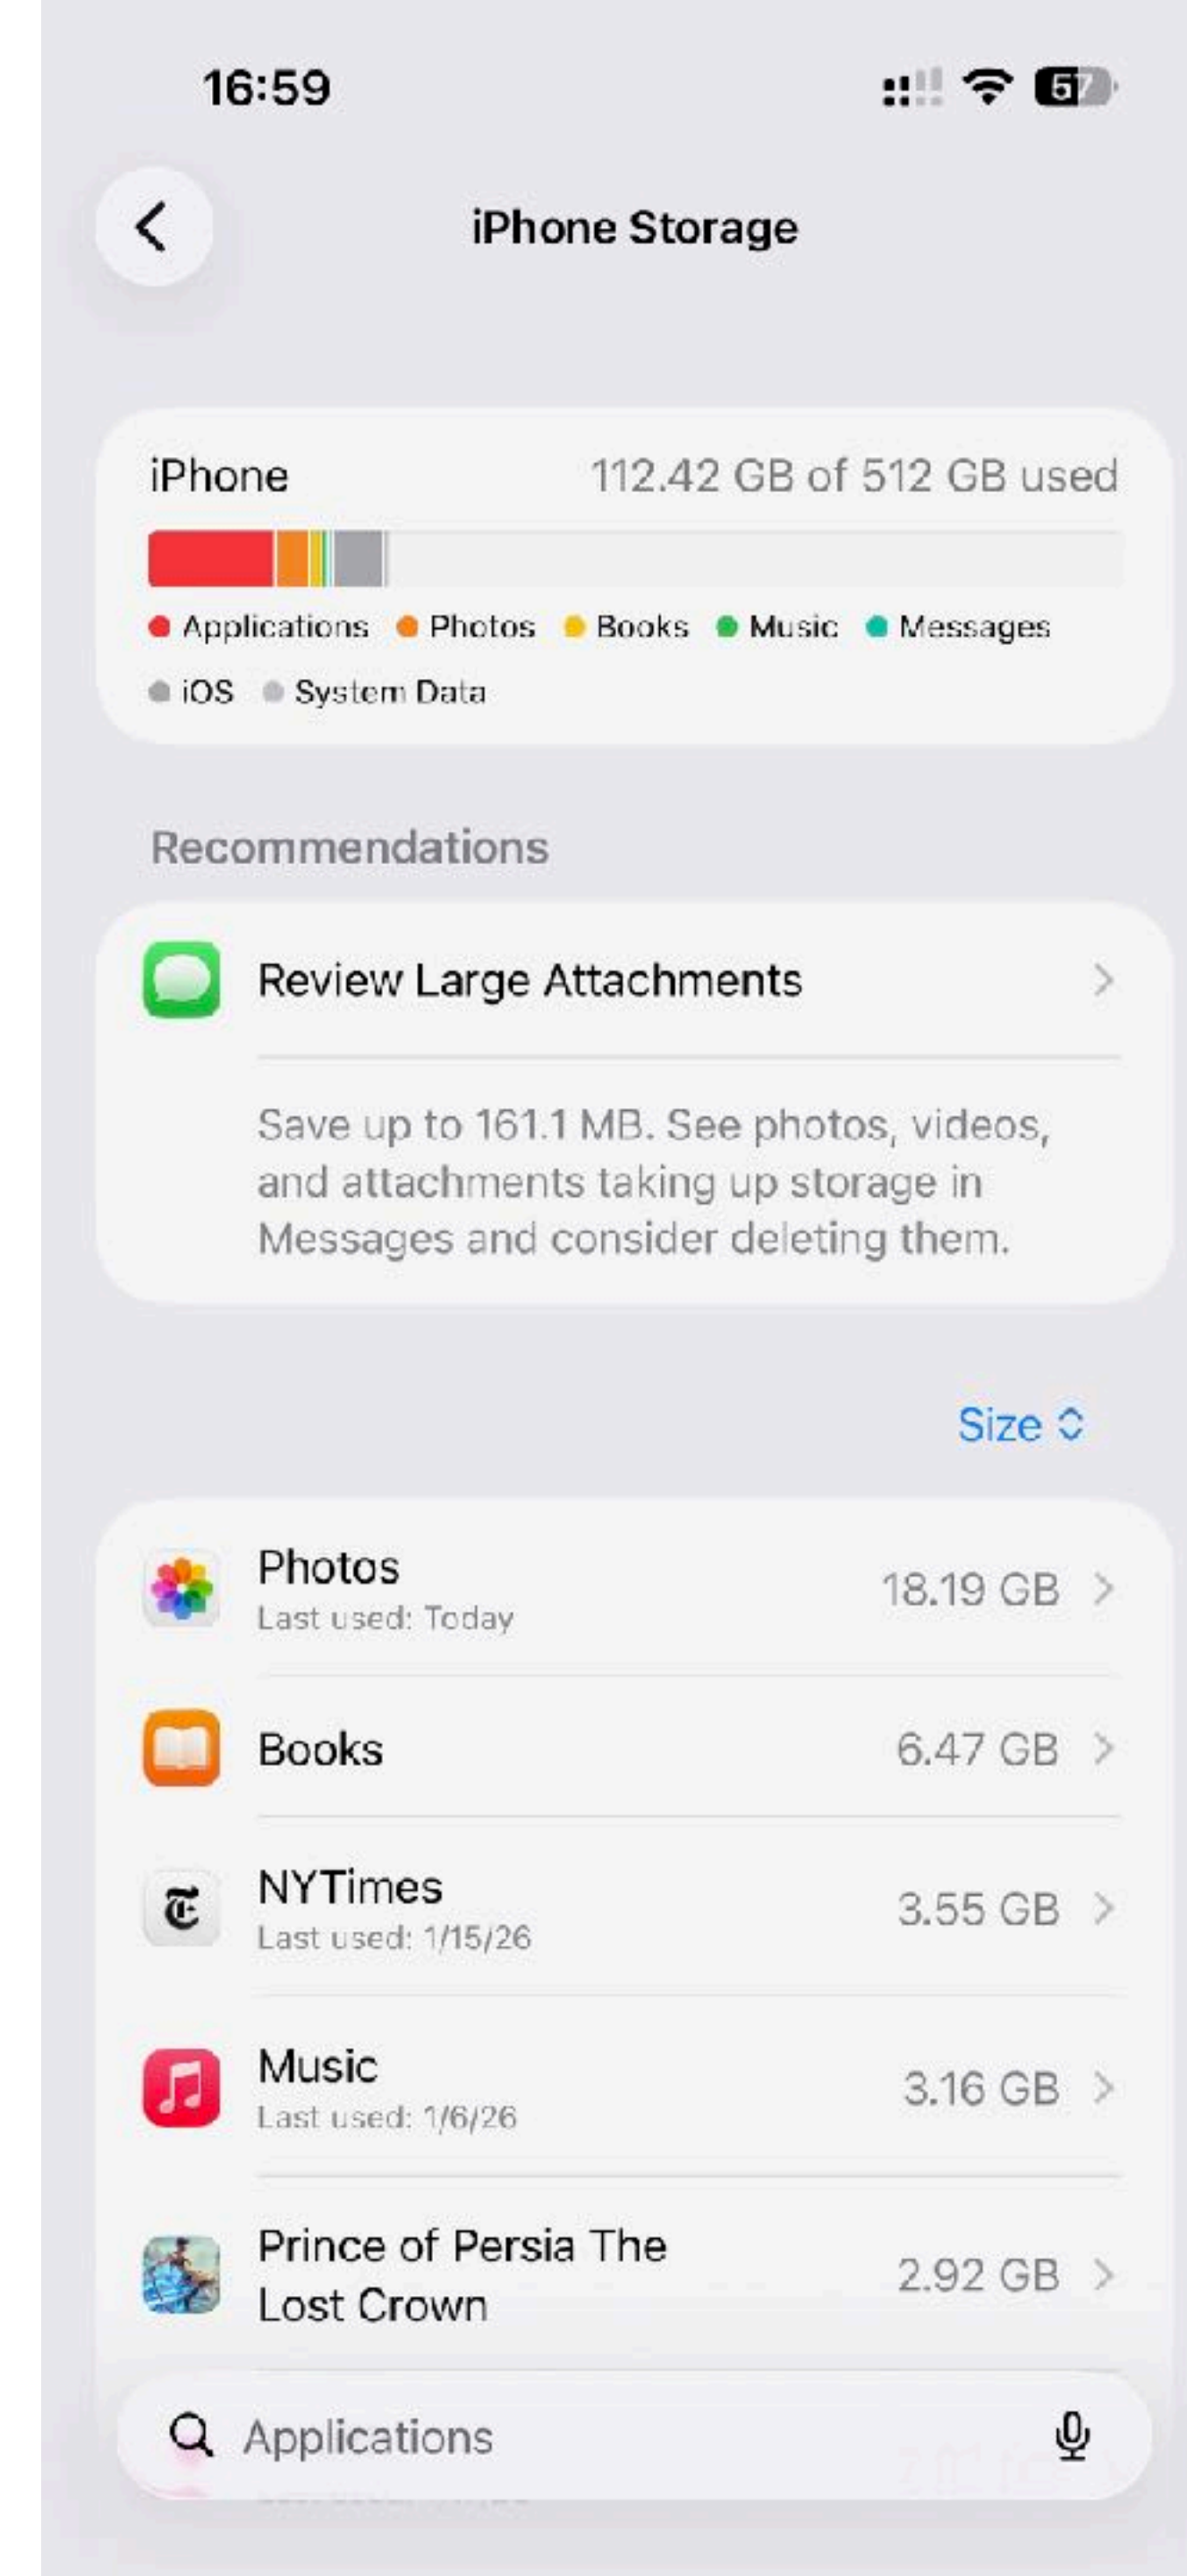 16:59
57
iPhone Storage
iPhone
112.42 GB of 512 GB used
Applications Photos Books Music Messages
iOS System Data
Recommendations
Review Large Attachments
Save up to 161.1 MB. See photos, videos,
and attachments taking up storage in
Messages and consider deleting them.
Size
Photos
Last used: Today
18.19 GB
Books
6.47 GB
NYTimes
Last used: 1/15/26
3.55 GB
Music
Last used: 1/6/26
3.16 GB
Prince of Persia The
Lost Crown
2.92 GB
Applications